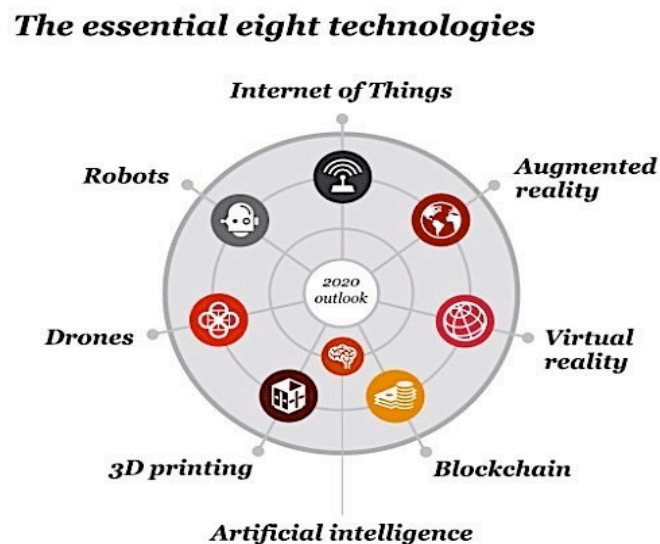 The essential eight technologies
Internet of Things
Robots
Augmented
reality
2020
outlook
Drones
Virtual
reality
3D printing
Blockchain
Artificial intelligence